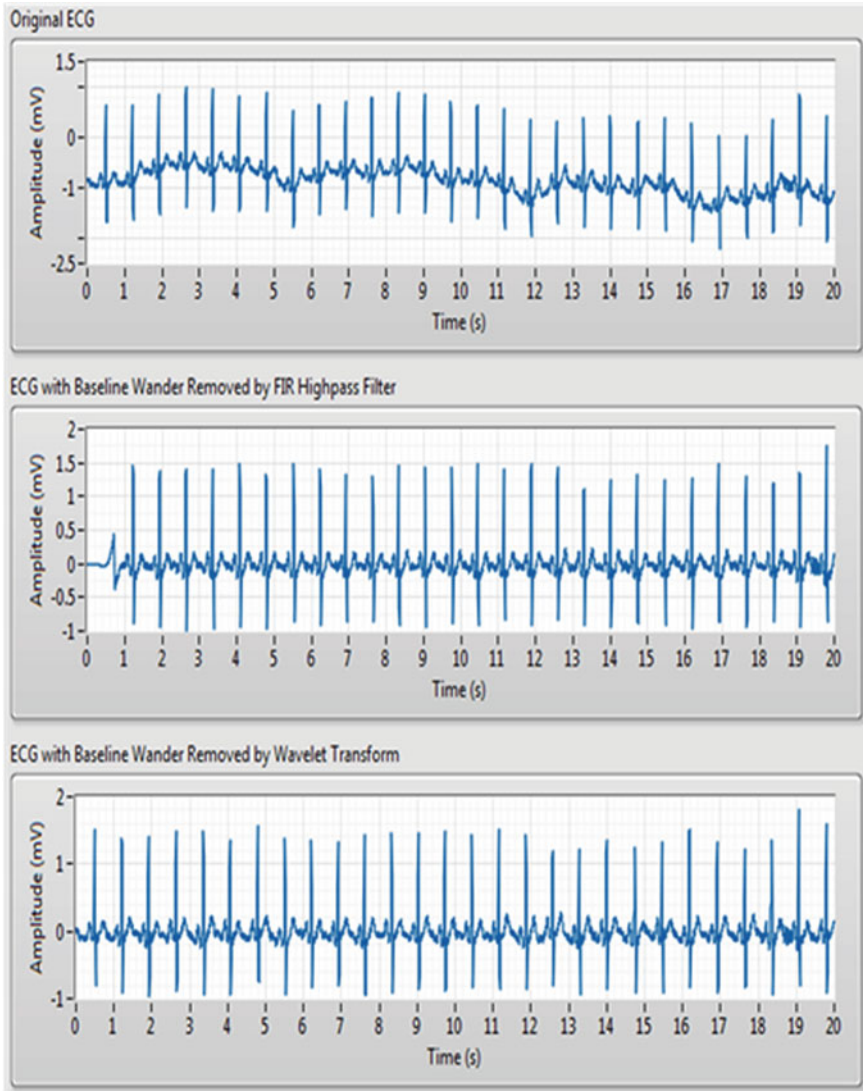 Original ECG
Amplitude (mV)
1.5
0
-1
-2.5
0 1 2 3 4 5 6 7 8 9 10 11 12 13 14 15 16 17 18 19 20
Time (s)
ECG with Baseline Wander Removed by FIR Highpass Filter
Amplitude (mV)
2
1.5
1
0.5
0
-0.5
-1
0 1 2 3 4 5 6 7 8 9 10 11 12 13 14 15 16 17 18 19 20
Time (s)
ECG with Baseline Wander Removed by Wavelet Transform
Amplitude (mV)
2
1
0
-1
0 1 2 3 4 5 6 7 8 9 10 11 12 13 14 15 16 17 18 19 20
Time (s)